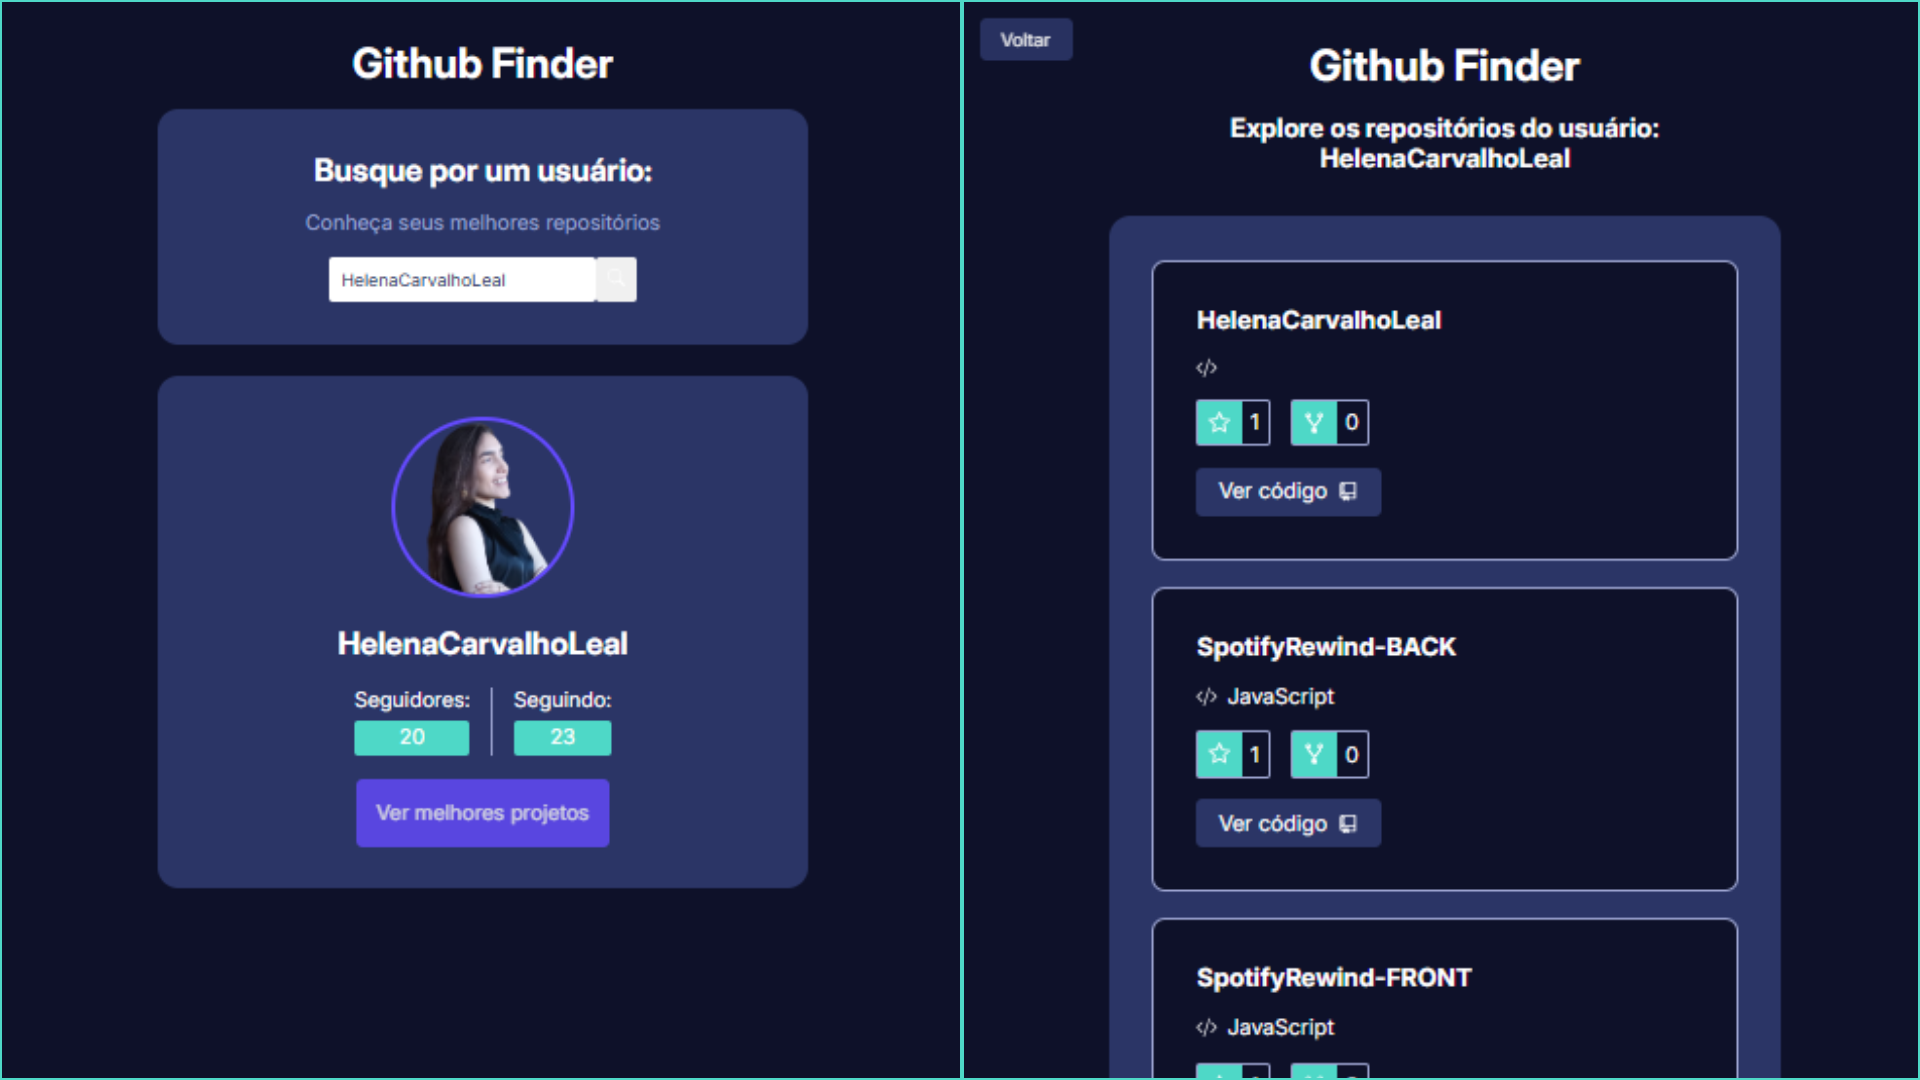 Github Finder
Busque por um usuário:
Conheça seus melhores repositórios
HelenaCarvalhoLeal
HelenaCarvalhoLeal
Seguidores: Seguindo:
20 23
Ver melhores projetos
Voltar
Github Finder
Explore os repositórios do usuário:
HelenaCarvalhoLeal
HelenaCarvalhoLeal
</>
1 0
Ver código
SpotifyRewind-BACK
</> JavaScript
1 0
Ver código
SpotifyRewind-FRONT
</> JavaScript